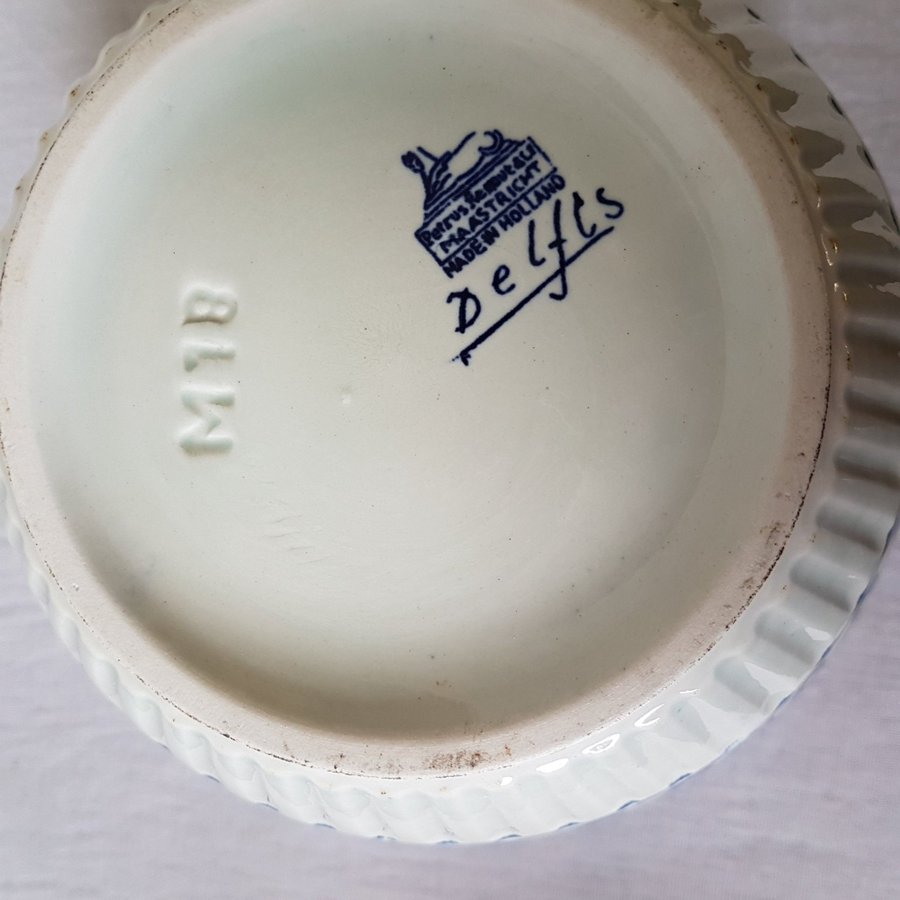 Petrus Regout & Co
MAASTRICHT
MADE IN HOLLAND
Delfts
M18